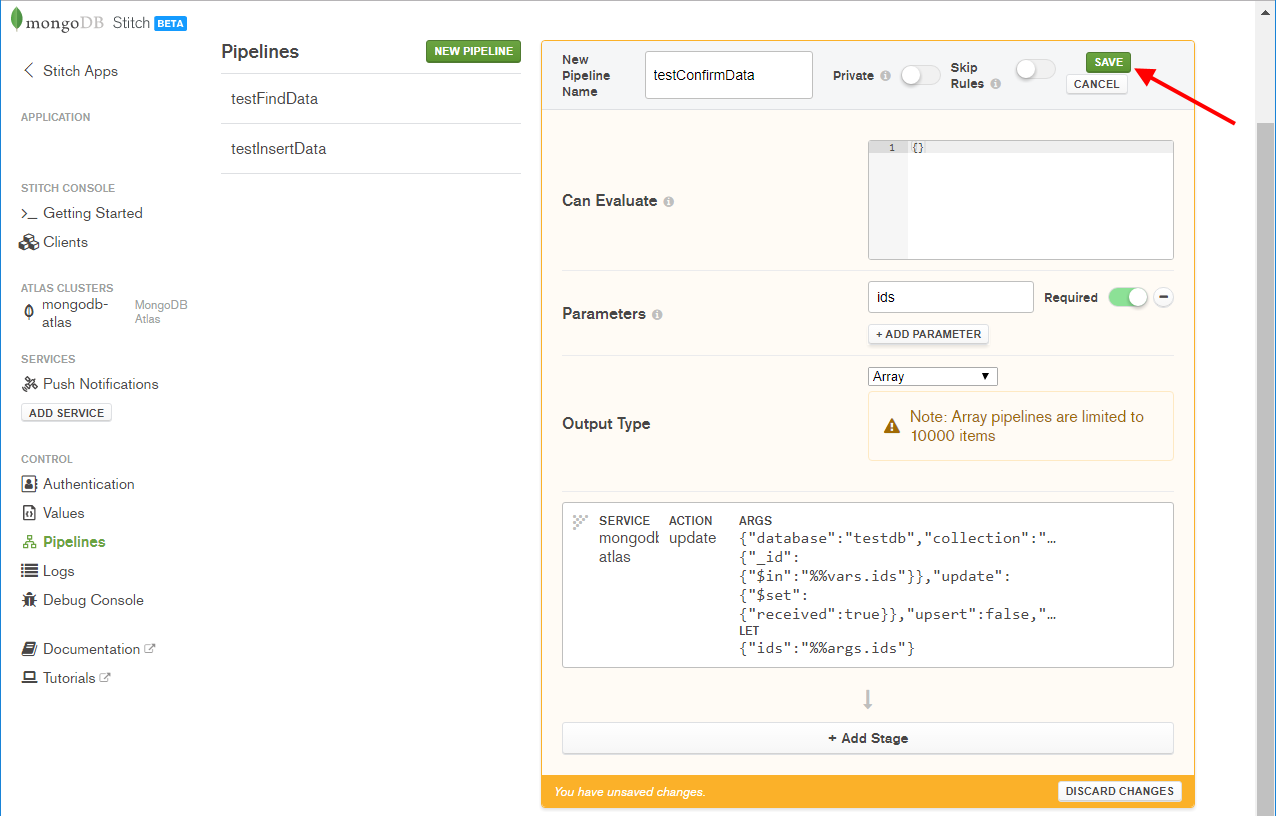 mongoDB Stitch BETA
Stitch Apps
APPLICATION
STITCH CONSOLE
Getting Started
Clients
ATLAS CLUSTERS
mongodb-
atlas
MongoDB
Atlas
SERVICES
Push Notifications
ADD SERVICE
CONTROL
Authentication
Values
Pipelines
Logs
Debug Console
Documentation
Tutorials
Pipelines
NEW PIPELINE
testFindData
testInsertData
New
Pipeline
Name
testConfirmData
Private
Skip
Rules
SAVE
CANCEL
Can Evaluate
1 {}
Parameters
ids
Required
+ ADD PARAMETER
Output Type
Array
Note: Array pipelines are limited to
10000 items
SERVICE ACTION ARGS
mongodb
atlas
update
{"database":"testdb","collection":"…
{"_id":
{"$in":"%%vars.ids"}},"update":
{"$set":
{"received":true}},"upsert":false,"…
LET
{"ids":"%%args.ids"}
+ Add Stage
You have unsaved changes.
DISCARD CHANGES